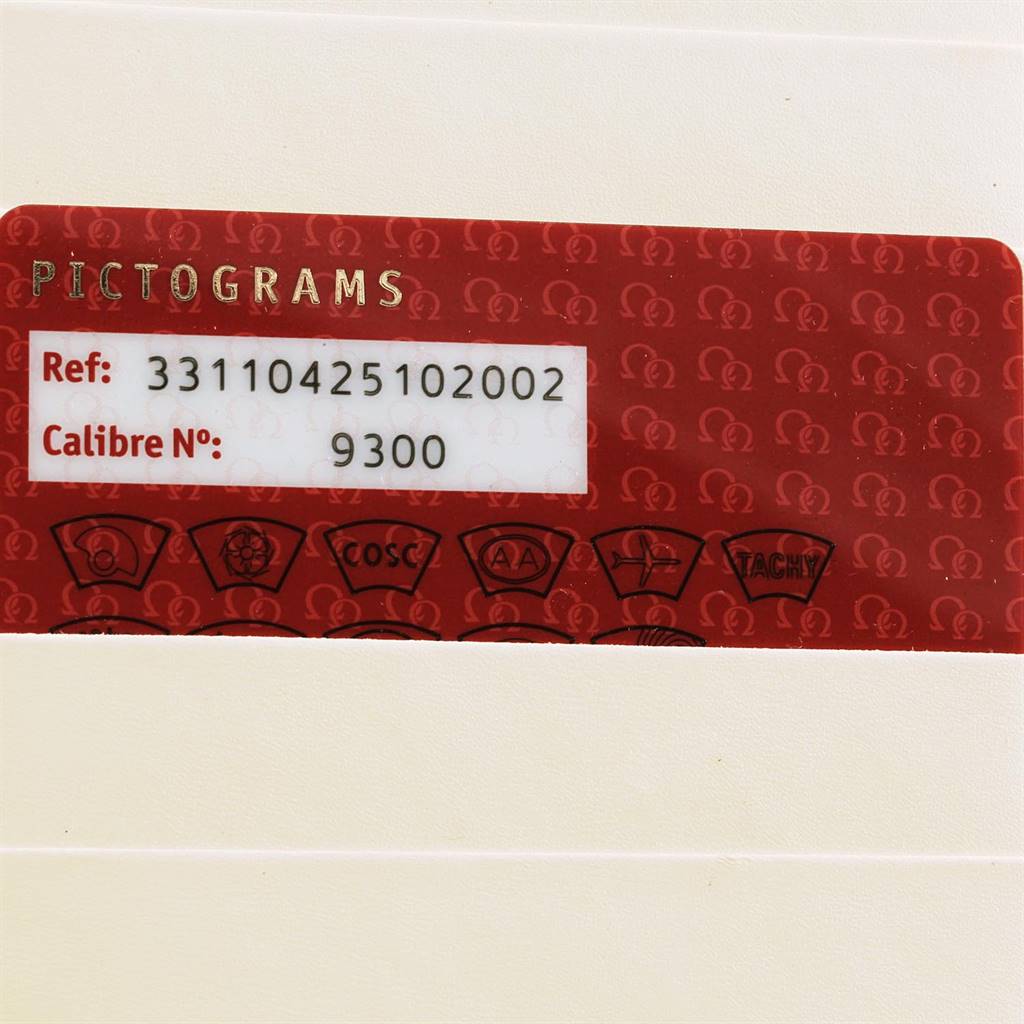 PICTOGRAMS
Ref: 33110425102002
Calibre Nº: 9300
COSC AA TACHY